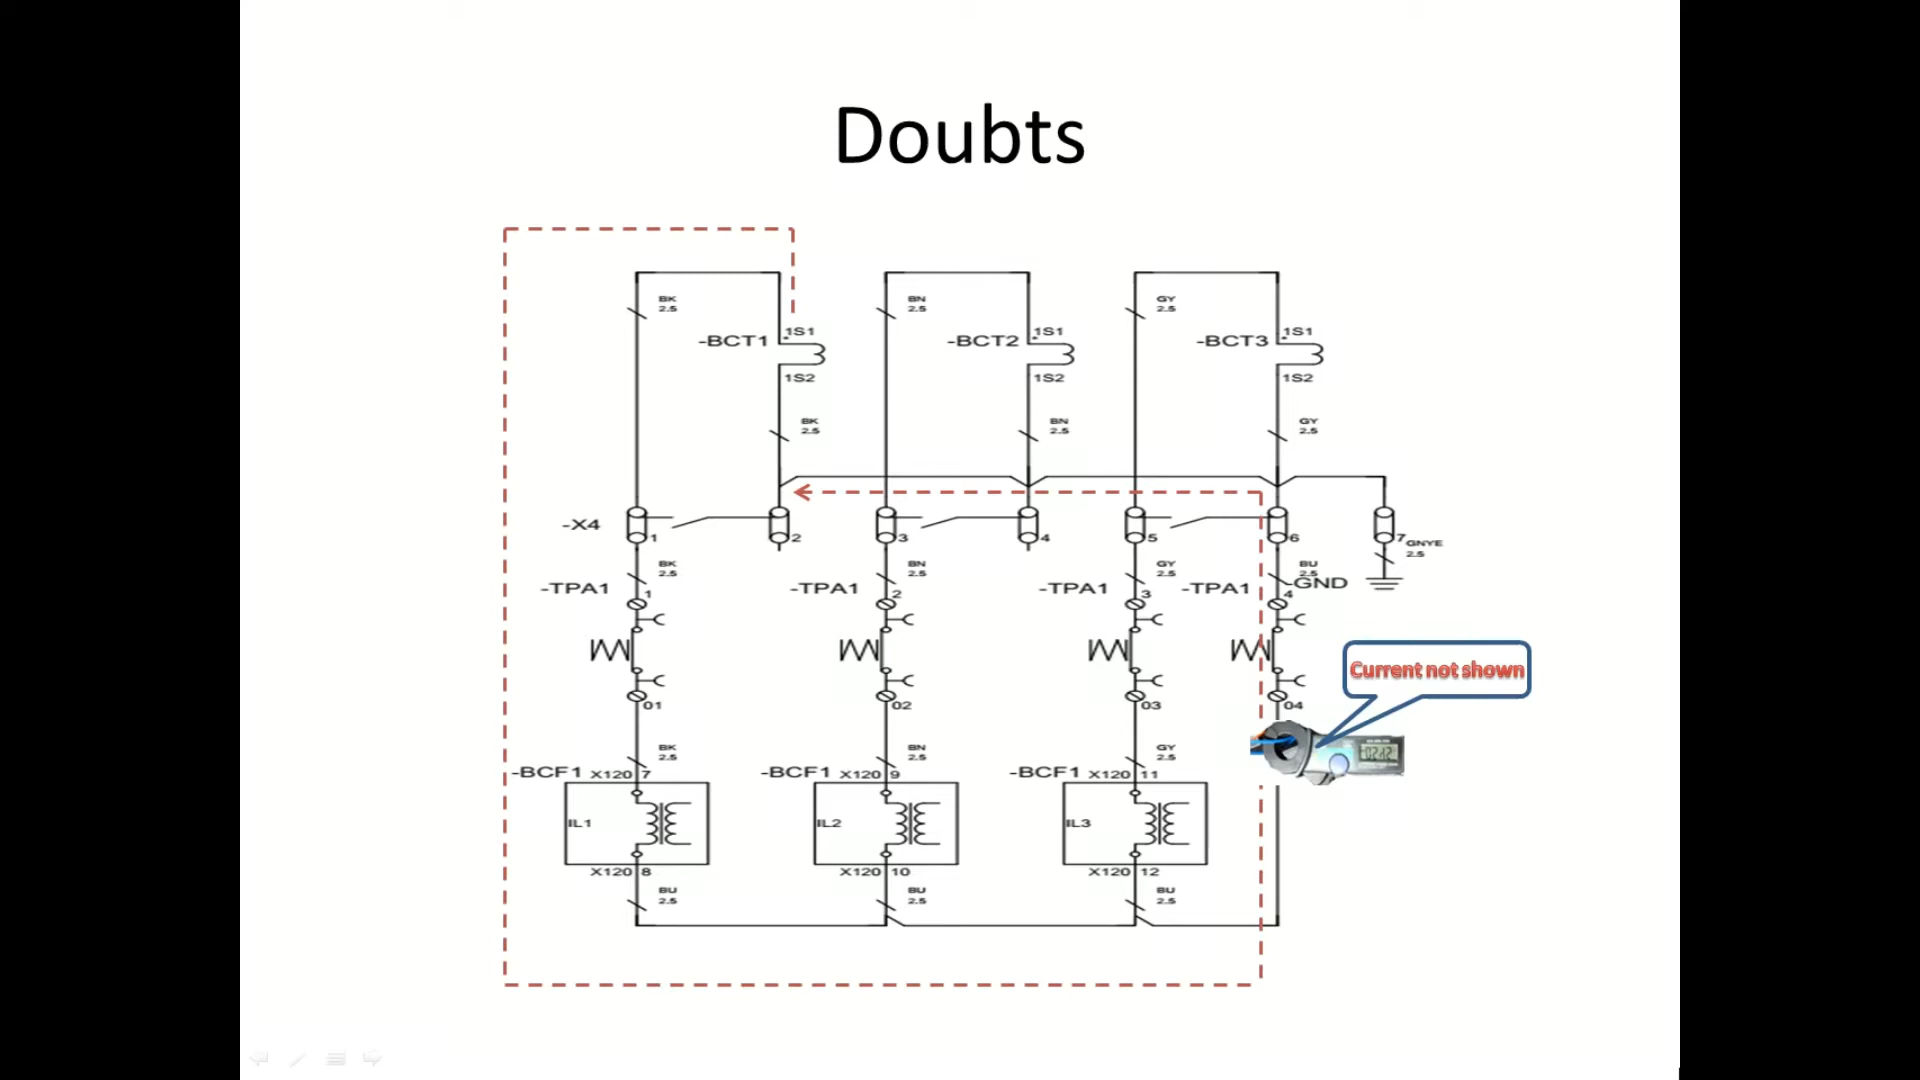 Doubts
BK BN GY
2.5 2.5 2.5
1S1 1S1 1S1
-BCT1 -BCT2 -BCT3
1S2 1S2 1S2
BK BN GY
2.5 2.5 2.5
-X4 1 2 3 4 5 6 7 GNYE
2.5
BK BN GY BU
2.5 2.5 2.5 2.5
-TPA1 1 -TPA1 2 -TPA1 3 -TPA1 4 -GND
Current not shown
01 02 03 04
BK BN GY
2.5 2.5 2.5
-BCF1 X120 7 -BCF1 X120 9 -BCF1 X120 11
IL1 IL2 IL3
X120 8 X120 10 X120 12
BU BU BU
2.5 2.5 2.5